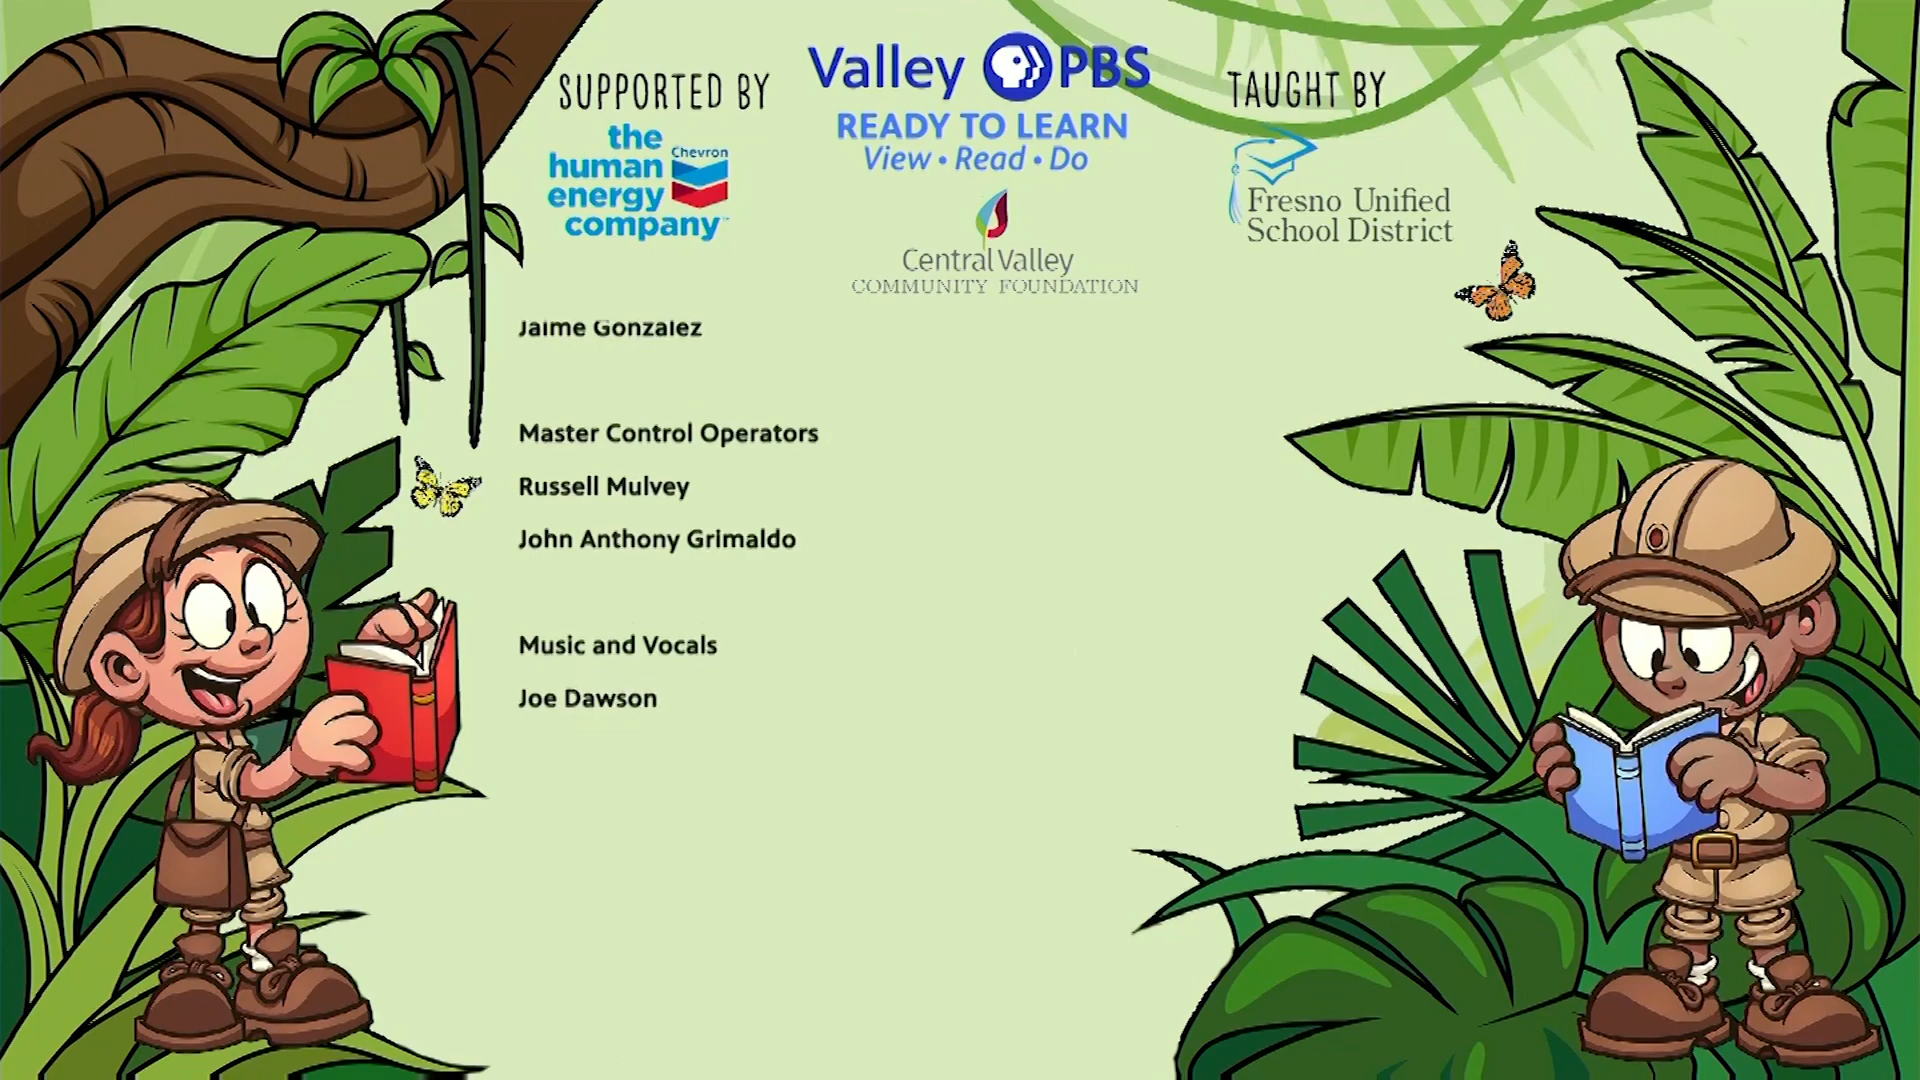 SUPPORTED BY
the
human
energy
company™
Chevron
Valley PBS
READY TO LEARN
View • Read • Do
Central Valley
COMMUNITY FOUNDATION
TAUGHT BY
Fresno Unified
School District
Jaime Gonzalez
Master Control Operators
Russell Mulvey
John Anthony Grimaldo
Music and Vocals
Joe Dawson